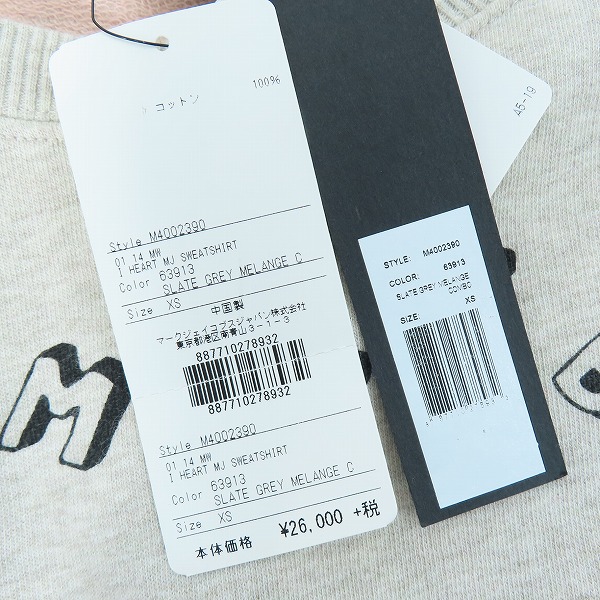 コットン 100%
Style M4002390
01 14 MW
I HEART MJ SWEATSHIRT
Color 63913
SLATE GREY MELANGE C
Size XS
中国製
マークジェイコブスジャパン株式会社
東京都港区南青山3-1-3
887710278932
887710278932
Style M4002390
01 14 MW
I HEART MJ SWEATSHIRT
Color 63913
SLATE GREY MELANGE C
Size XS
本体価格 ¥26,000 +税
45-19
STYLE: M4002390
COLOR: 63913
SLATE GREY MELANGE
COMBO
SIZE: XS
M